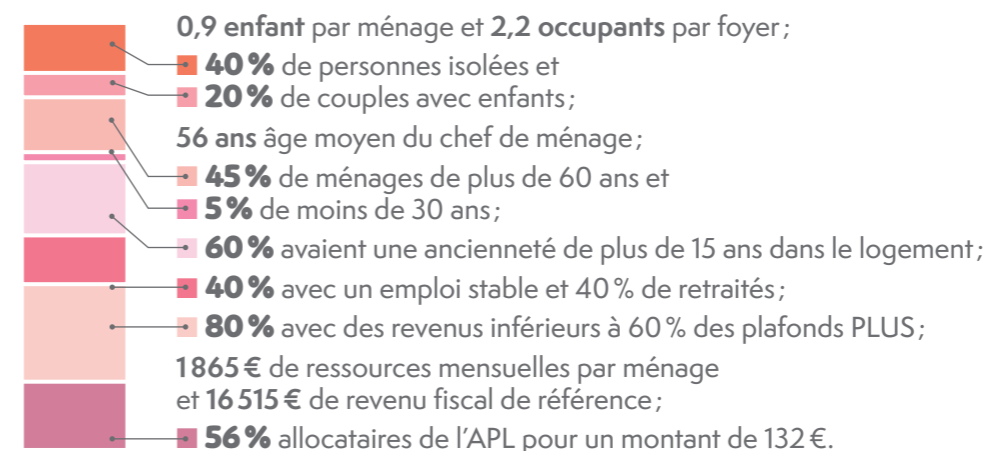 0,9 enfant par ménage et 2,2 occupants par foyer ;
40 % de personnes isolées et
20 % de couples avec enfants ;
56 ans âge moyen du chef de ménage ;
45 % de ménages de plus de 60 ans et
5 % de moins de 30 ans ;
60 % avaient une ancienneté de plus de 15 ans dans le logement ;
40 % avec un emploi stable et 40 % de retraités ;
80 % avec des revenus inférieurs à 60 % des plafonds PLUS ;
1 865 € de ressources mensuelles par ménage
et 16 515 € de revenu fiscal de référence ;
56 % allocataires de l’APL pour un montant de 132 €.